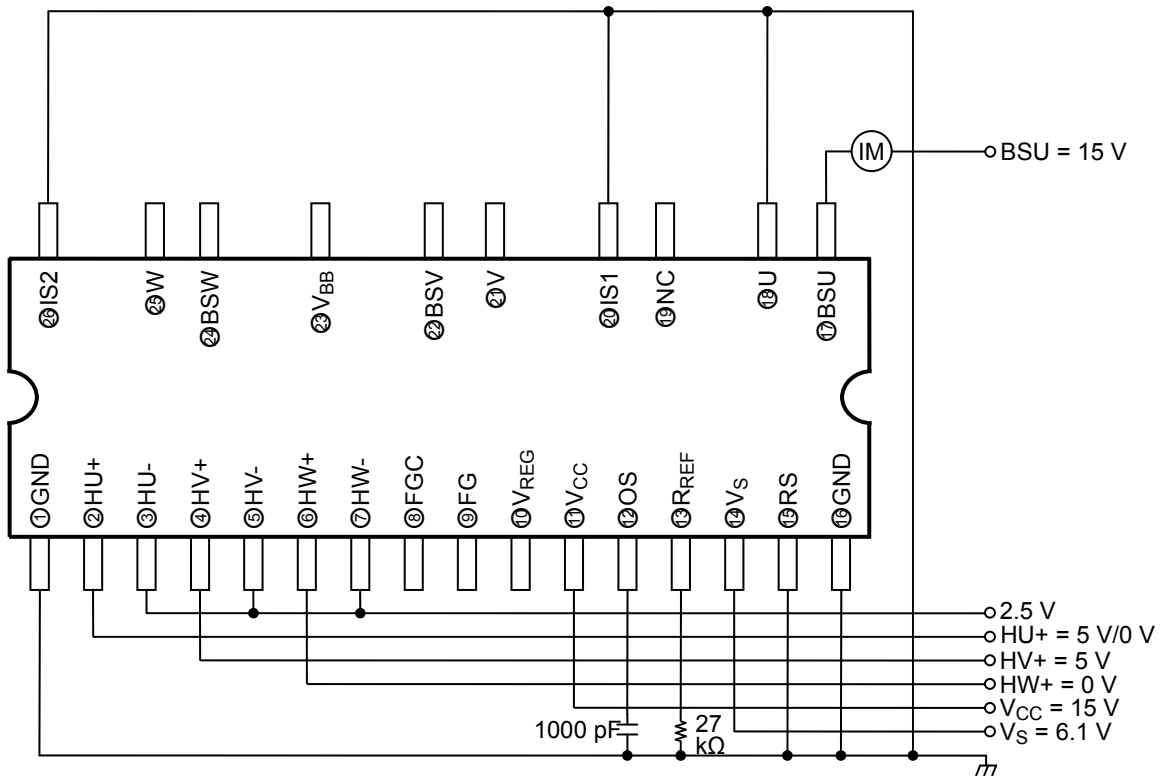 IM
BSU = 15 V
㉖IS2
㉕W
㉔BSW
㉓VBB
㉒BSV
㉑V
⑳IS1
⑲NC
⑱U
⑰BSU
①GND
②HU+
③HU-
④HV+
⑤HV-
⑥HW+
⑦HW-
⑧FGC
⑨FG
⑩VREG
⑪VCC
⑫OS
⑬RREF
⑭VS
⑮RS
⑯GND
2.5 V
HU+ = 5 V/0 V
HV+ = 5 V
HW+ = 0 V
VCC = 15 V
VS = 6.1 V
1000 pF
27
kΩ